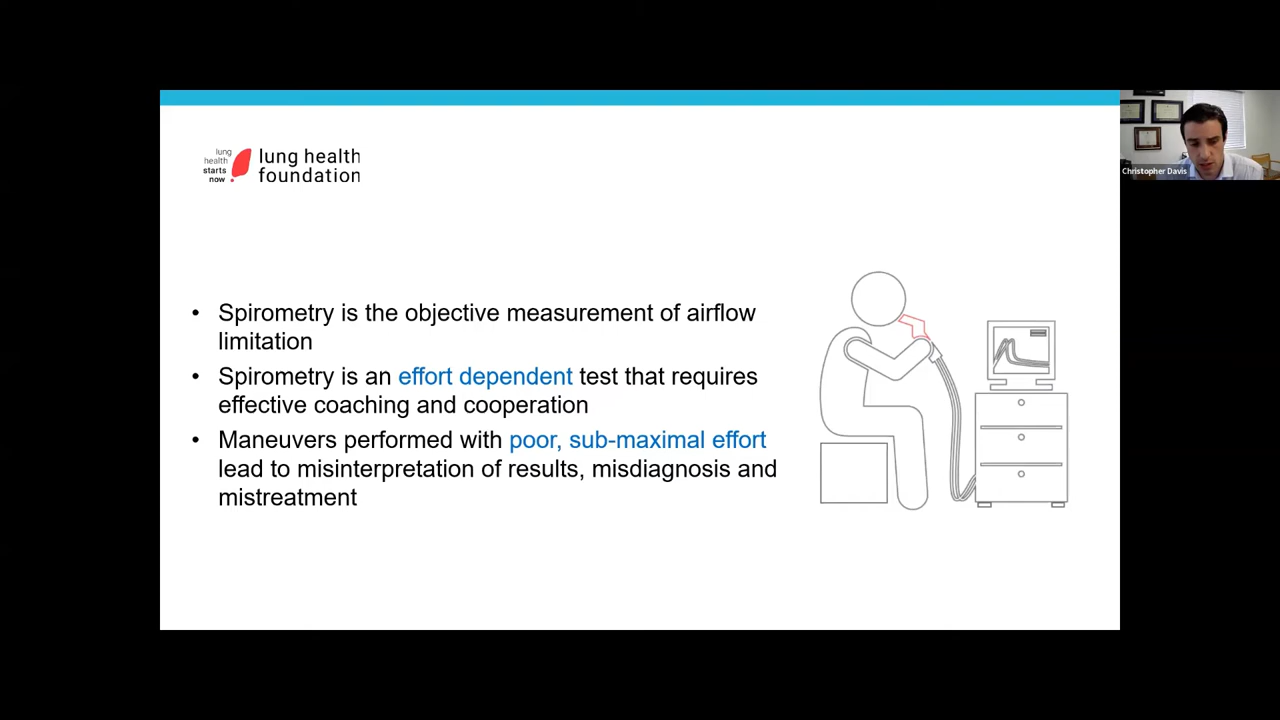 lung
health
starts
now
lung health
foundation
Christopher Davis
• Spirometry is the objective measurement of airflow
limitation
• Spirometry is an effort dependent test that requires
effective coaching and cooperation
• Maneuvers performed with poor, sub-maximal effort
lead to misinterpretation of results, misdiagnosis and
mistreatment